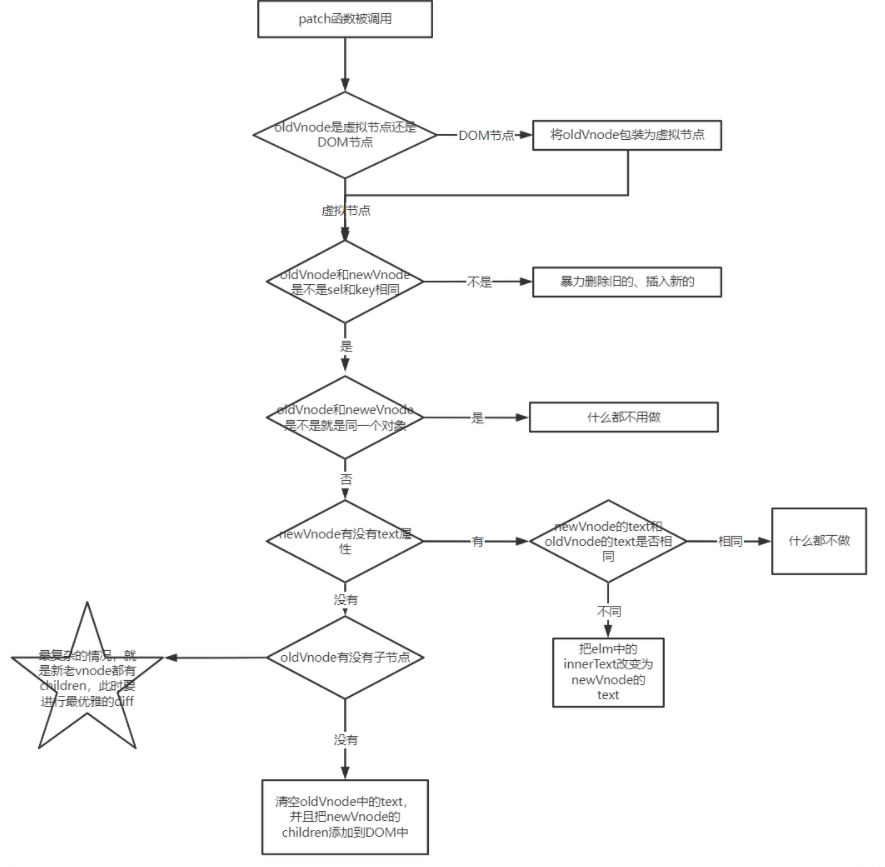 patch函数被调用
oldVnode是虚拟节点还是
DOM节点
DOM节点
将oldVnode包装为虚拟节点
虚拟节点
oldVnode和newVnode
是不是sel和key相同
不是
暴力删除旧的、插入新的
是
oldVnode和neweVnode
是不是就是同一个对象
是
什么都不用做
否
newVnode有没有text属
性
有
newVnode的text和
oldVnode的text是否相
同
相同
什么都不做
没有
不同
把elm中的
innerText改变为
newVnode的
text
oldVnode有没有子节点
最复杂的情况，就
是新老vnode都有
children，此时要
进行最优雅的diff
没有
清空oldVnode中的text，
并且把newVnode的
children添加到DOM中